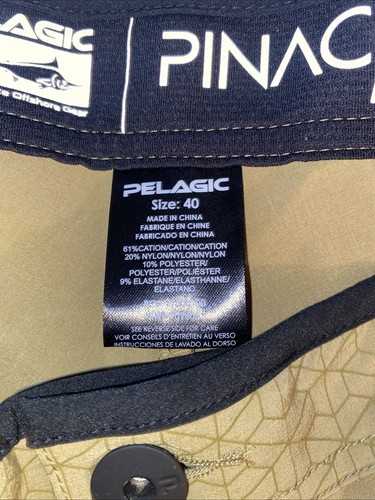 PELAGIC
Offshore Gear
PINAC
PELAGIC
Size: 40
MADE IN CHINA
FABRIQUE EN CHINE
FABRICADO EN CHINA
61%CATION/CATION/CATION
20% NYLON/NYLON/NYLON
10% POLYESTER/
POLYESTER/POLIÉSTER
9% ELASTANE/ELASTHANNE/
ELASTANO
SEE REVERSE SIDE FOR CARE
VOIR CONSEILS D'ENTRETIEN AU VERSO
INSTRUCCIONES DE LAVADO AL DORSO